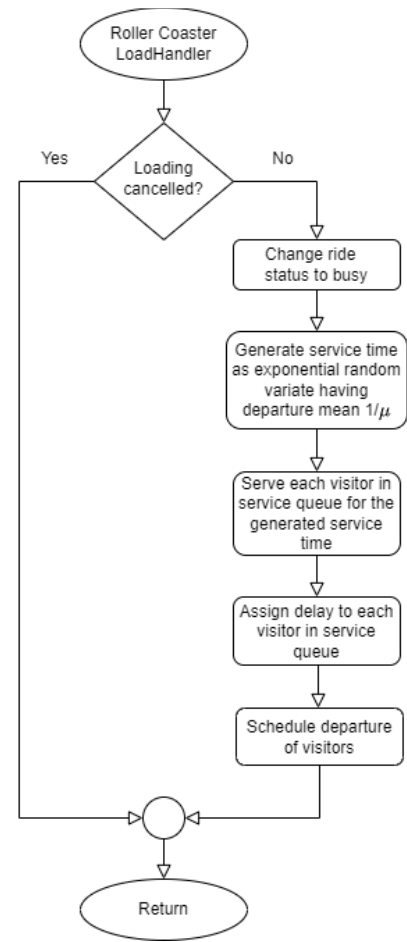 Roller Coaster
LoadHandler
Yes
Loading
cancelled?
No
Change ride
status to busy
Generate service time
as exponential random
variate having
departure mean 1/μ
Serve each visitor in
service queue for the
generated service
time
Assign delay to each
visitor in service
queue
Schedule departure
of visitors
Return